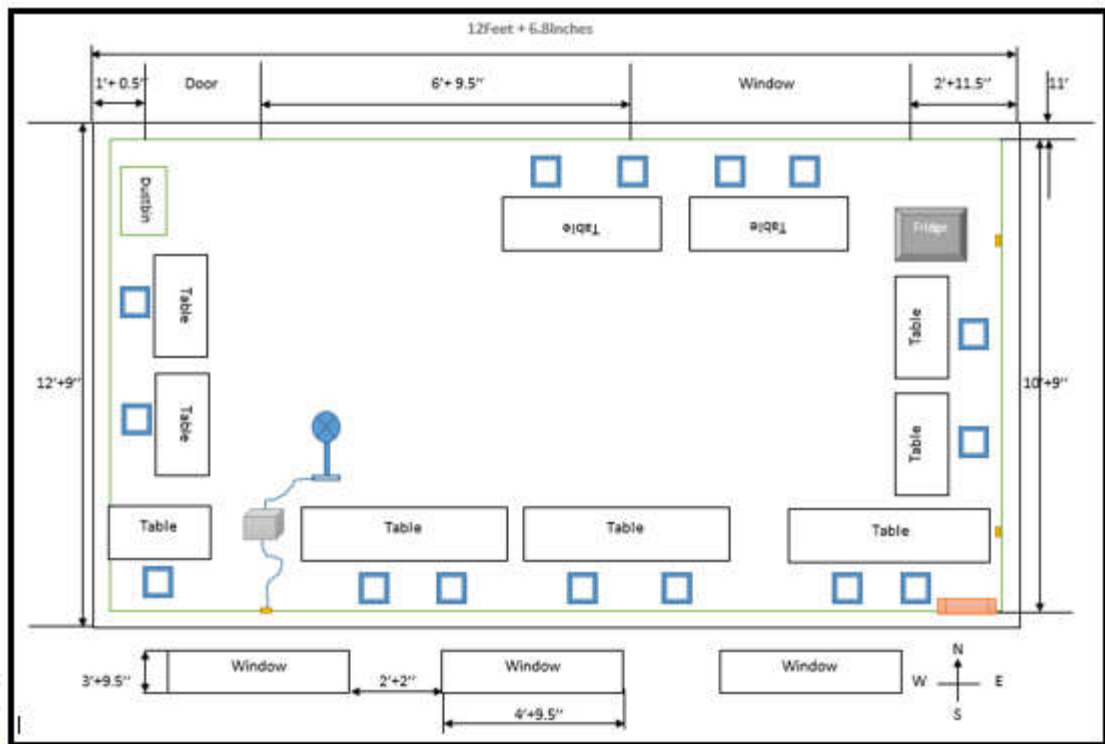 12Feet + 6.8Inches
1'+ 0.5''
Door
6'+ 9.5''
Window
2'+11.5''
11'
Dustbin
Table
Table
Fridge
Table
Table
12'+9''
10'+9''
Table
Table
Table
Table
Table
Table
Window
Window
Window
3'+9.5''
2'+2''
4'+9.5''
N
W
E
S